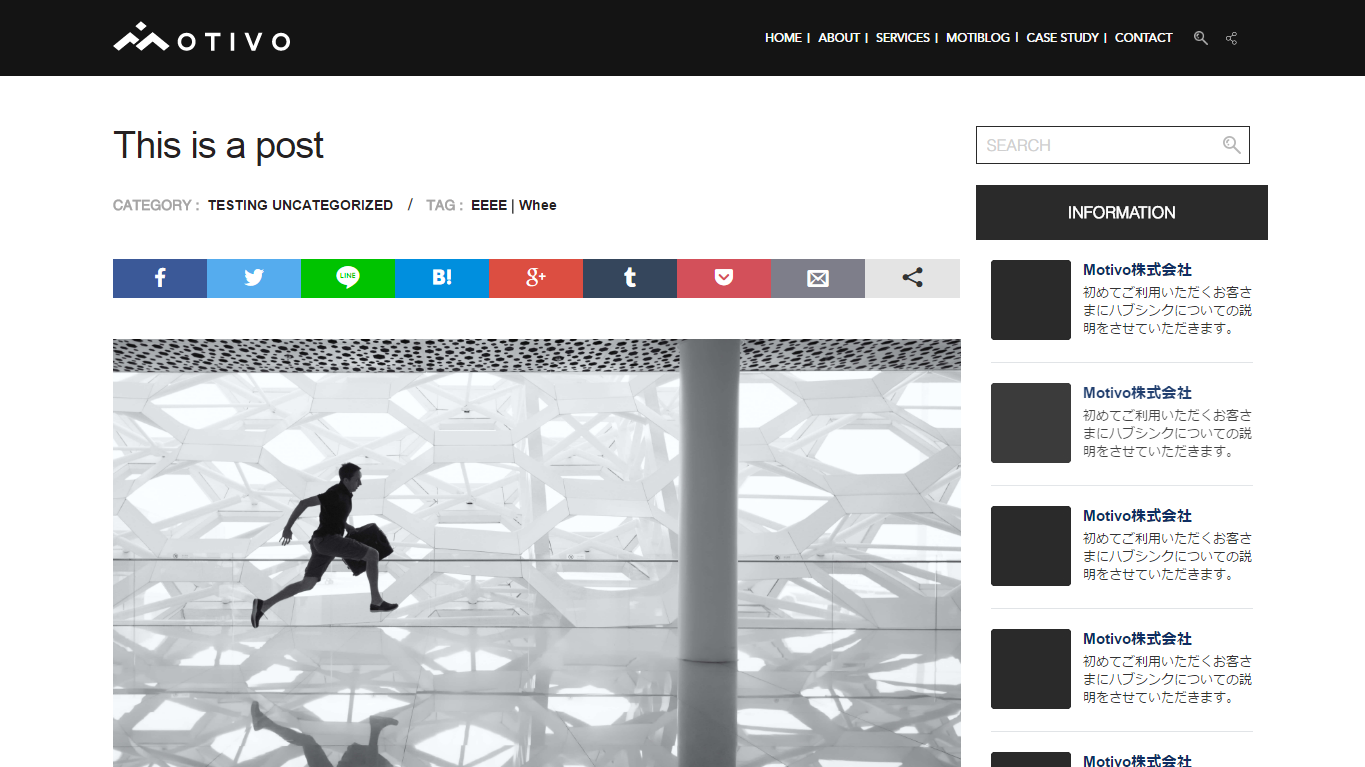 MOTIVO
HOME | ABOUT | SERVICES | MOTIBLOG | CASE STUDY | CONTACT
This is a post
CATEGORY : TESTING UNCATEGORIZED / TAG : EEEE | Whee
f LINE B! g+ t
SEARCH
INFORMATION
Motivo株式会社
初めてご利用いただくお客さ
まにハブシンクについての説
明をさせていただきます。
Motivo株式会社
初めてご利用いただくお客さ
まにハブシンクについての説
明をさせていただきます。
Motivo株式会社
初めてご利用いただくお客さ
まにハブシンクについての説
明をさせていただきます。
Motivo株式会社
初めてご利用いただくお客さ
まにハブシンクについての説
明をさせていただきます。
Motivo株式会社